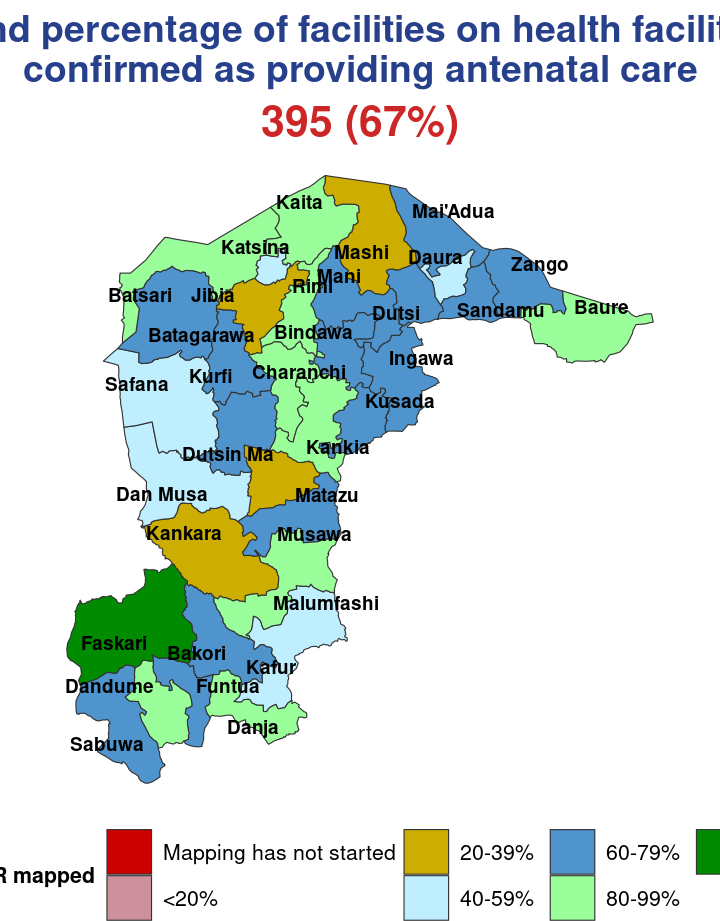 nd percentage of facilities on health facilit
confirmed as providing antenatal care
395 (67%)
Kaita
Mai'Adua
Katsina
Mashi
Daura
Zango
Mani
Rimi
Batsari
Jibia
Dutsi
Sandamu
Baure
Batagarawa
Bindawa
Ingawa
Safana
Kurfi
Charanchi
Kusada
Dutsin Ma
Kankia
Dan Musa
Matazu
Kankara
Musawa
Malumfashi
Faskari
Bakori
Kafur
Dandume
Funtua
Danja
Sabuwa
R mapped
Mapping has not started
20-39%
60-79%
<20%
40-59%
80-99%